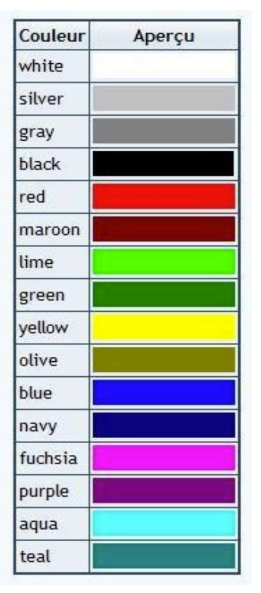 Couleur Aperçu
white
silver
gray
black
red
maroon
lime
green
yellow
olive
blue
navy
fuchsia
purple
aqua
teal